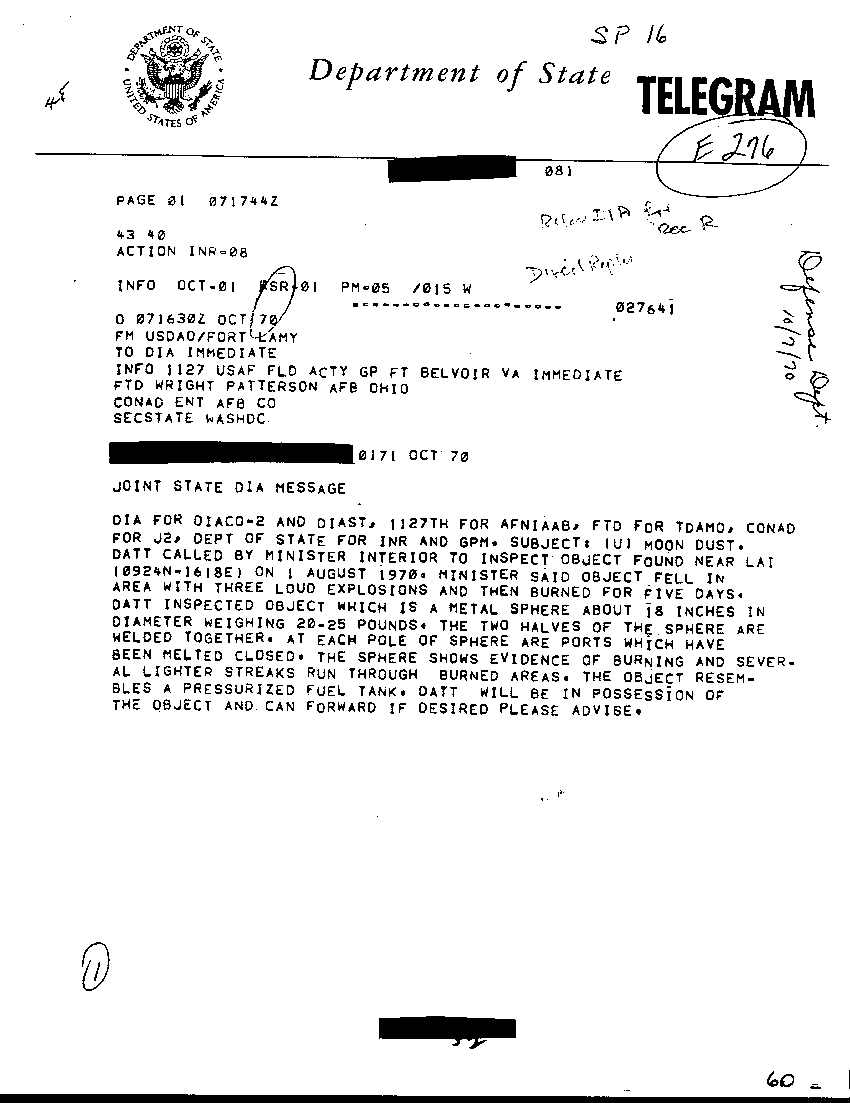 SP 16
DEPARTMENT OF STATE
UNITED STATES OF AMERICA
Department of State
TELEGRAM
E 276
081
PAGE 01 071744Z
Rec R
43 40
ACTION INR-08
Direct Replies
INFO OCT-01 RSR-01 PM-05 /015 W
--------------------- 027641
Defense Dept.
10/7/70
O 071630Z OCT 70
FM USDAO/FORT LAMY
TO DIA IMMEDIATE
INFO 1127 USAF FLD ACTY GP FT BELVOIR VA IMMEDIATE
FTD WRIGHT PATTERSON AFB OHIO
CONAD ENT AFB CO
SECSTATE WASHDC
0171 OCT 70
JOINT STATE DIA MESSAGE
DIA FOR DIACO-2 AND DIAST, 1127TH FOR AFNIAAB, FTD FOR TDAMO, CONAD
FOR J2, DEPT OF STATE FOR INR AND GPM. SUBJECT: (U) MOON DUST.
DATT CALLED BY MINISTER INTERIOR TO INSPECT OBJECT FOUND NEAR LAI
(0924N-1618E) ON 1 AUGUST 1970. MINISTER SAID OBJECT FELL IN
AREA WITH THREE LOUD EXPLOSIONS AND THEN BURNED FOR FIVE DAYS.
DATT INSPECTED OBJECT WHICH IS A METAL SPHERE ABOUT 18 INCHES IN
DIAMETER WEIGHING 20-25 POUNDS. THE TWO HALVES OF THE SPHERE ARE
WELDED TOGETHER. AT EACH POLE OF SPHERE ARE PORTS WHICH HAVE
BEEN MELTED CLOSED. THE SPHERE SHOWS EVIDENCE OF BURNING AND SEVER-
AL LIGHTER STREAKS RUN THROUGH BURNED AREAS. THE OBJECT RESEM-
BLES A PRESSURIZED FUEL TANK. DATT WILL BE IN POSSESSION OF
THE OBJECT AND CAN FORWARD IF DESIRED PLEASE ADVISE.
11
60